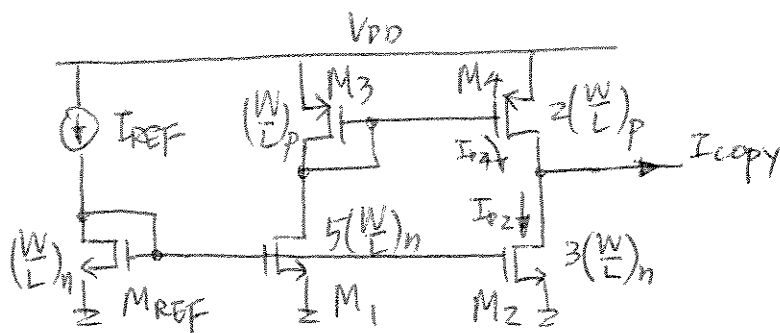 VDD
M3 M4
(W/L)p 2(W/L)p
IREF ID4 Icopy
ID2
(W/L)n 5(W/L)n 3(W/L)n
MREF M1 M2